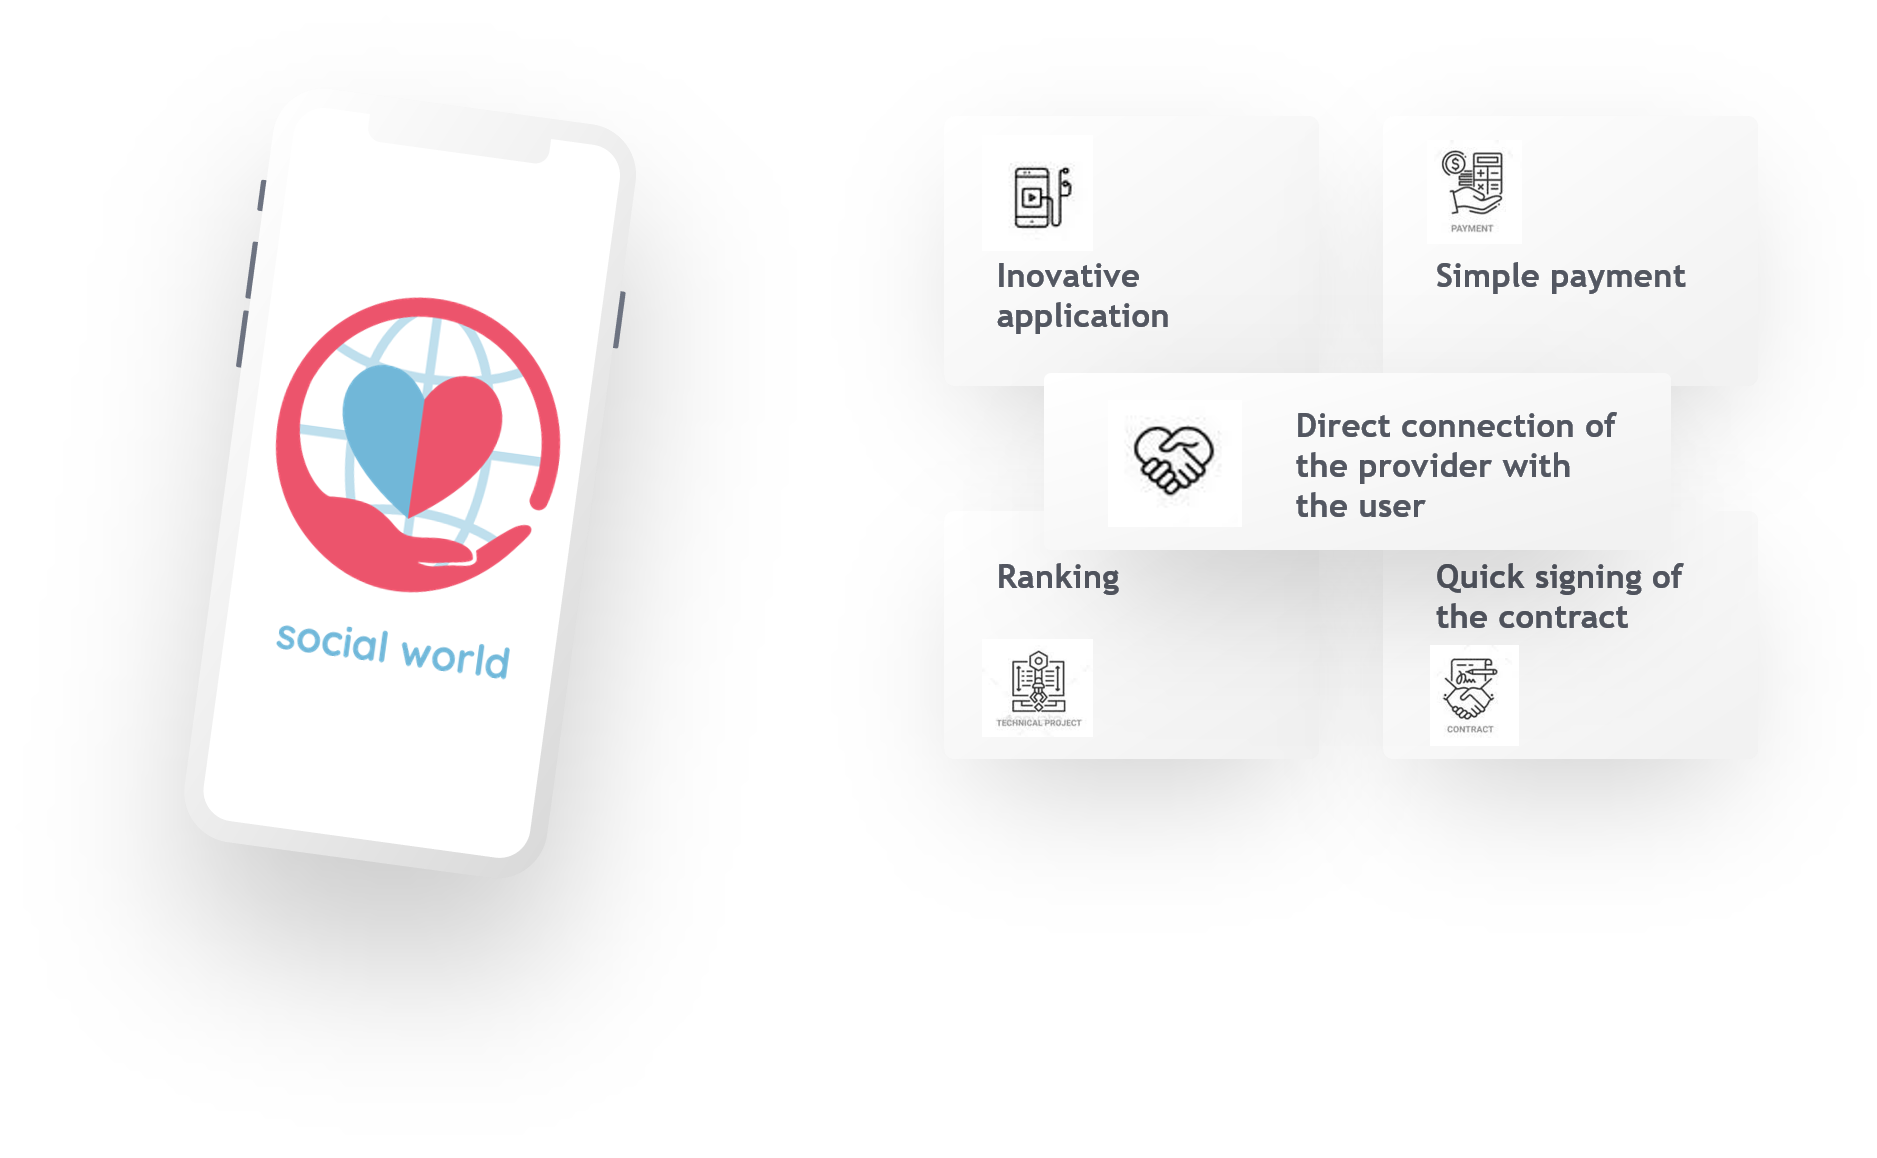 social world
Inovative
application
PAYMENT
Simple payment
Direct connection of
the provider with
the user
Ranking
TECHNICAL PROJECT
Quick signing of
the contract
CONTRACT